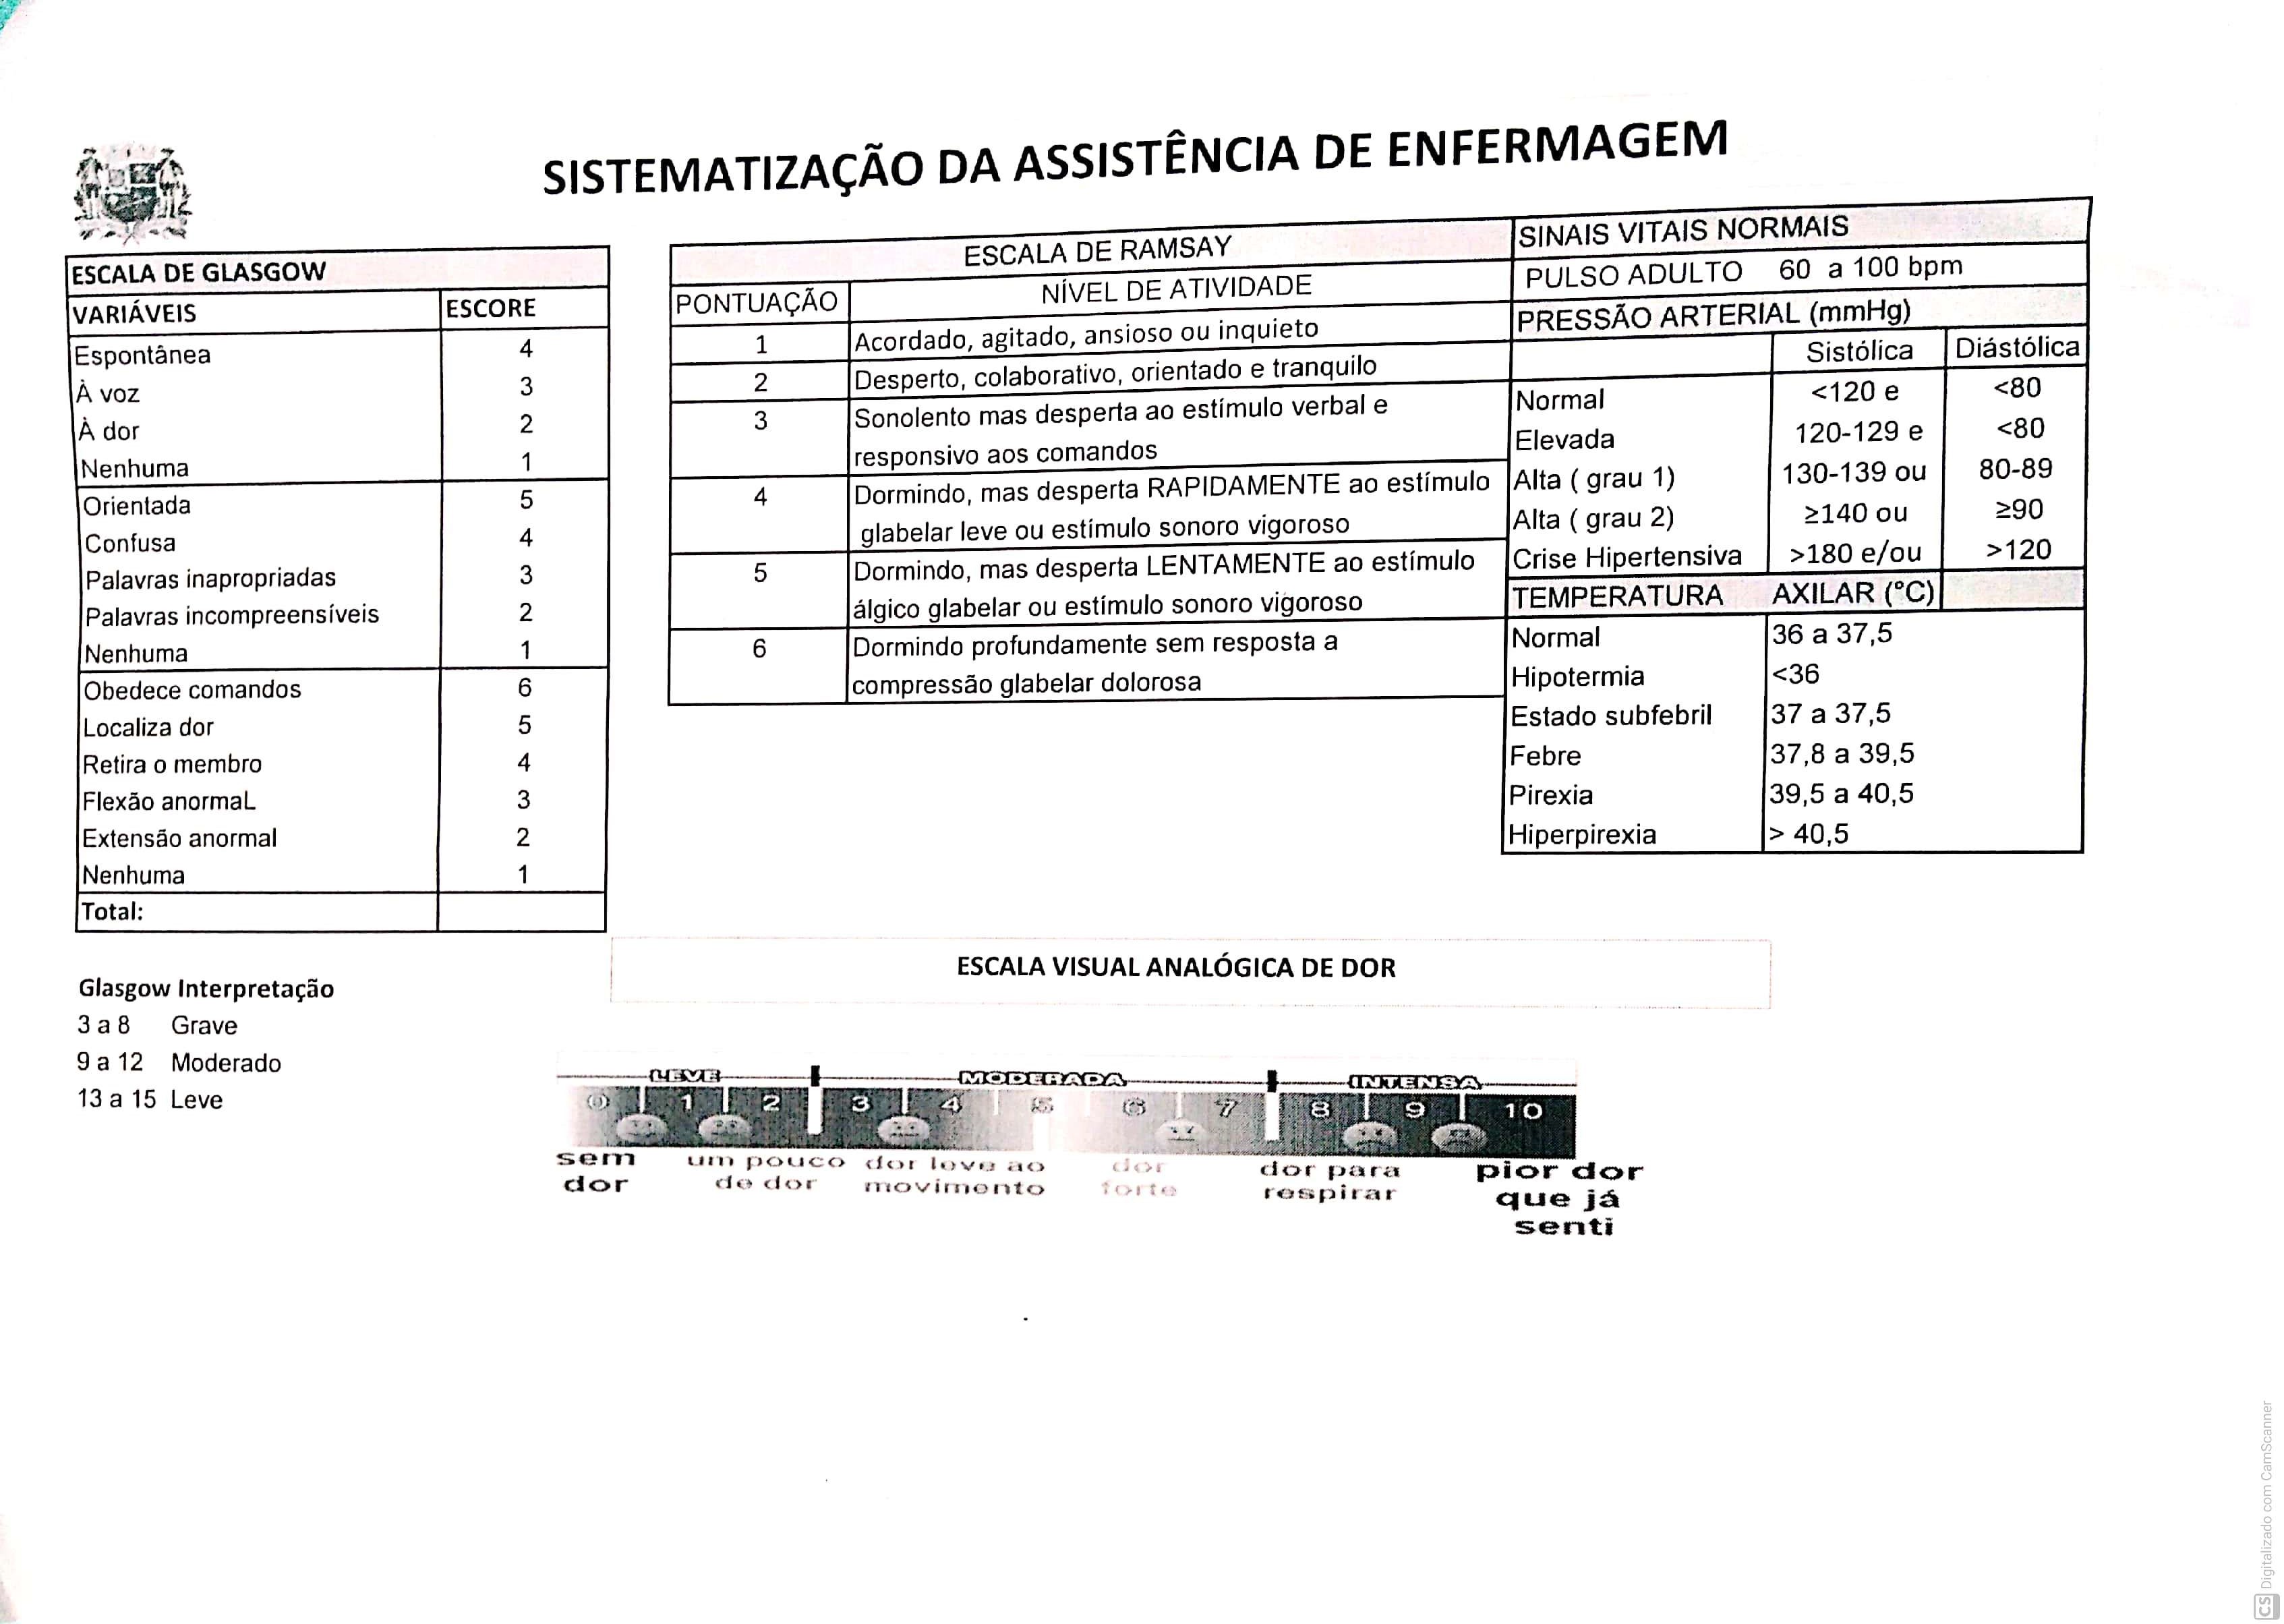 SISTEMATIZAÇÃO DA ASSISTÊNCIA DE ENFERMAGEM
ESCALA DE GLASGOW
VARIÁVEIS ESCORE
Espontânea 4
À voz 3
À dor 2
Nenhuma 1
Orientada 5
Confusa 4
Palavras inapropriadas 3
Palavras incompreensíveis 2
Nenhuma 1
Obedece comandos 6
Localiza dor 5
Retira o membro 4
Flexão anormaL 3
Extensão anormal 2
Nenhuma 1
Total:
Glasgow Interpretação
3 a 8 Grave
9 a 12 Moderado
13 a 15 Leve
ESCALA DE RAMSAY
PONTUAÇÃO NÍVEL DE ATIVIDADE
1 Acordado, agitado, ansioso ou inquieto
2 Desperto, colaborativo, orientado e tranquilo
3 Sonolento mas desperta ao estímulo verbal e
responsivo aos comandos
4 Dormindo, mas desperta RAPIDAMENTE ao estímulo
glabelar leve ou estímulo sonoro vigoroso
5 Dormindo, mas desperta LENTAMENTE ao estímulo
álgico glabelar ou estímulo sonoro vigoroso
6 Dormindo profundamente sem resposta a
compressão glabelar dolorosa
SINAIS VITAIS NORMAIS
PULSO ADULTO 60 a 100 bpm
PRESSÃO ARTERIAL (mmHg)
Sistólica Diástólica
Normal <120 e <80
Elevada 120-129 e <80
Alta ( grau 1) 130-139 ou 80-89
Alta ( grau 2) ≥140 ou ≥90
Crise Hipertensiva >180 e/ou >120
TEMPERATURA AXILAR (ºC)
Normal 36 a 37,5
Hipotermia <36
Estado subfebril 37 a 37,5
Febre 37,8 a 39,5
Pirexia 39,5 a 40,5
Hiperpirexia > 40,5
ESCALA VISUAL ANALÓGICA DE DOR
LEVE MODERADA INTENSA
0 1 2 3 4 5 6 7 8 9 10
sem dor
um pouco de dor
dor leve ao movimento
dor forte
dor para respirar
pior dor que já senti
CS Digitalizado com CamScanner